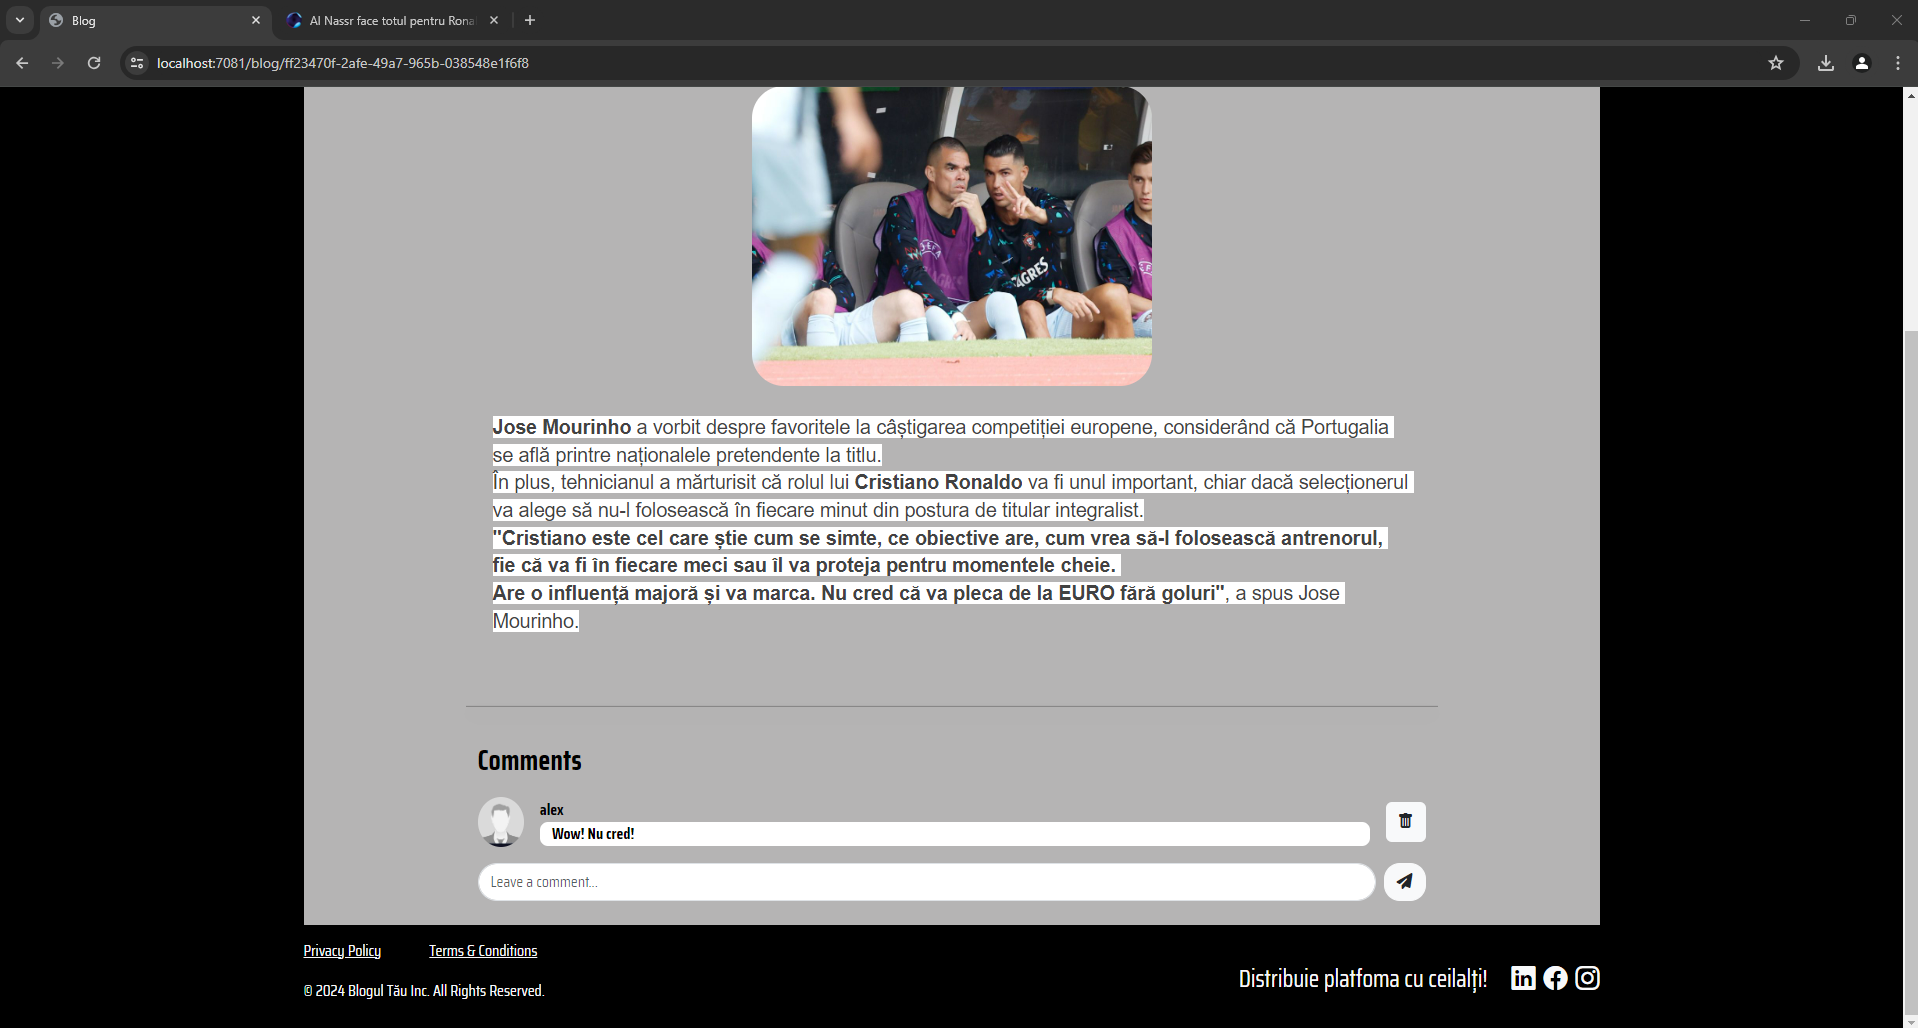 Blog
Al Nassr face totul pentru Rona
localhost:7081/blog/ff23470f-2afe-49a7-965b-038548e1f6f8
AGRES
Jose Mourinho a vorbit despre favoritele la câștigarea competiției europene, considerând că Portugalia
se află printre naționalele pretendente la titlu.
În plus, tehnicianul a mărturisit că rolul lui Cristiano Ronaldo va fi unul important, chiar dacă selecționerul
va alege să nu-l folosească în fiecare minut din postura de titular integralist.
"Cristiano este cel care știe cum se simte, ce obiective are, cum vrea să-l folosească antrenorul,
fie că va fi în fiecare meci sau îl va proteja pentru momentele cheie.
Are o influență majoră și va marca. Nu cred că va pleca de la EURO fără goluri", a spus Jose
Mourinho.
Comments
alex
Wow! Nu cred!
Leave a comment...
Privacy Policy Terms & Conditions
Distribuie platfoma cu ceilalți!
© 2024 Blogul Tău Inc. All Rights Reserved.